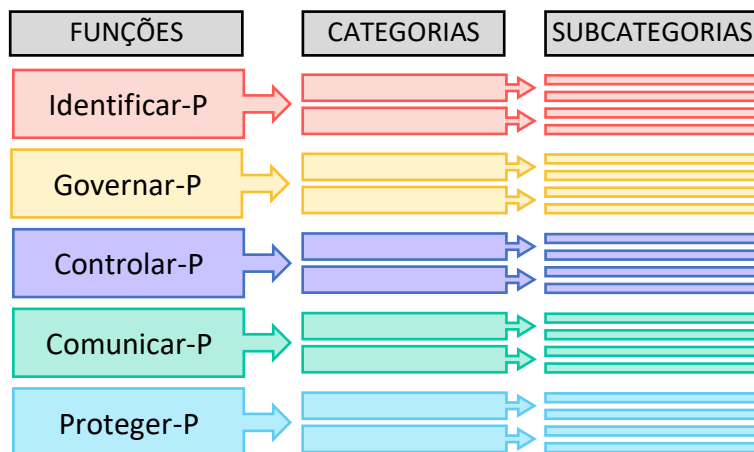 FUNÇÕES
CATEGORIAS
SUBCATEGORIAS
Identificar-P
Governar-P
Controlar-P
Comunicar-P
Proteger-P